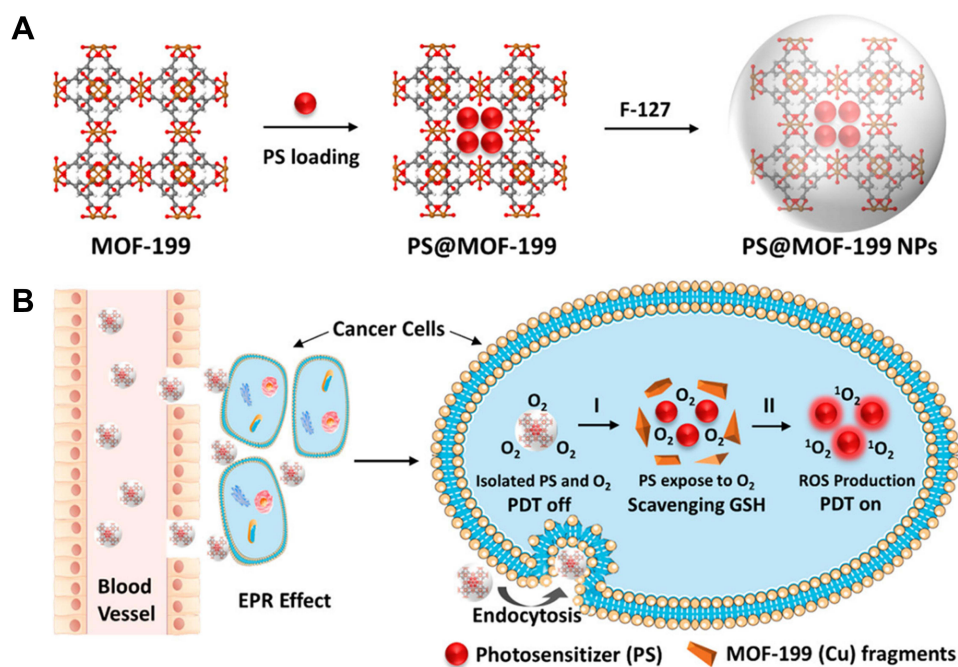 A
PS loading
F-127
MOF-199
PS@MOF-199
PS@MOF-199 NPs
B
Cancer Cells
Blood
Vessel
EPR Effect
O₂
O₂
O₂
I
O₂
O₂
O₂
II
¹O₂
¹O₂
¹O₂
Isolated PS and O₂
PDT off
PS expose to O₂
Scavenging GSH
ROS Production
PDT on
Endocytosis
Photosensitizer (PS)
MOF-199 (Cu) fragments